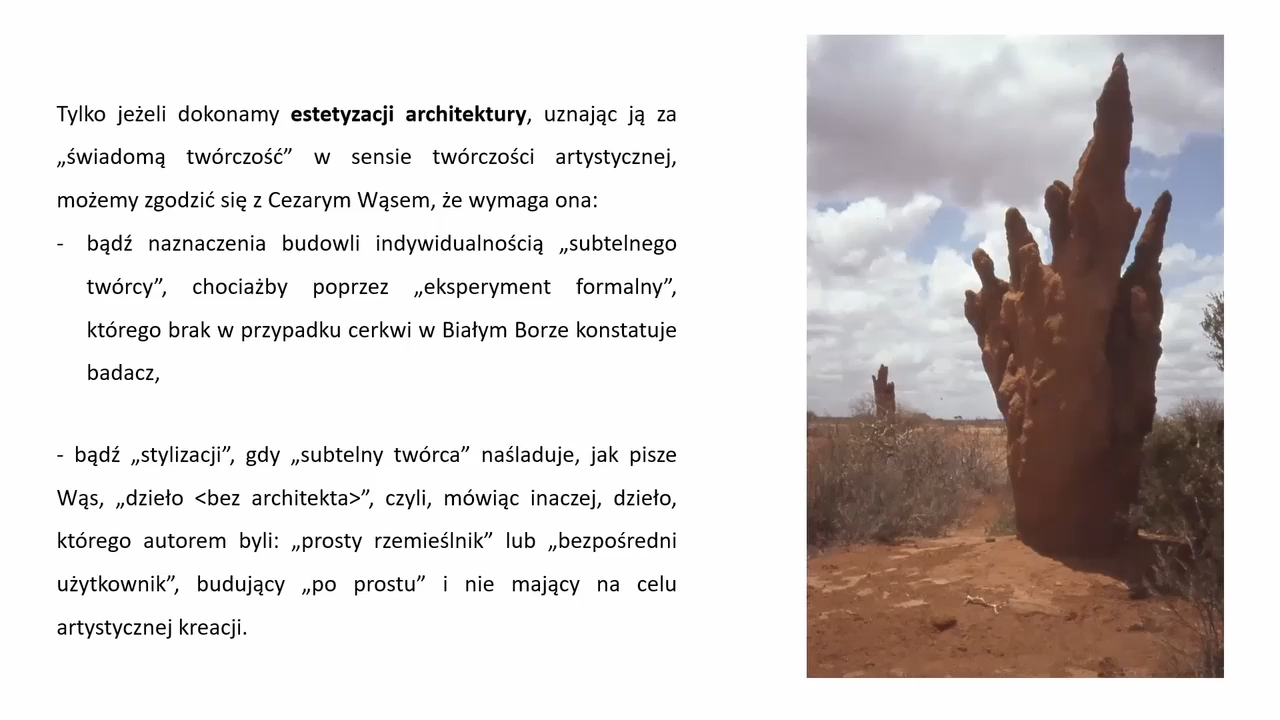 Tylko jeżeli dokonamy estetyzacji architektury, uznając ją za
„świadomą twórczość” w sensie twórczości artystycznej,
możemy zgodzić się z Cezarym Wąsem, że wymaga ona:
- bądź naznaczenia budowli indywidualnością „subtelnego
twórcy”, chociażby poprzez „eksperyment formalny”,
którego brak w przypadku cerkwi w Białym Borze konstatuje
badacz,
- bądź „stylizacji”, gdy „subtelny twórca” naśladuje, jak pisze
Wąs, „dzieło <bez architekta>”, czyli, mówiąc inaczej, dzieło,
którego autorem byli: „prosty rzemieślnik” lub „bezpośredni
użytkownik”, budujący „po prostu” i nie mający na celu
artystycznej kreacji.